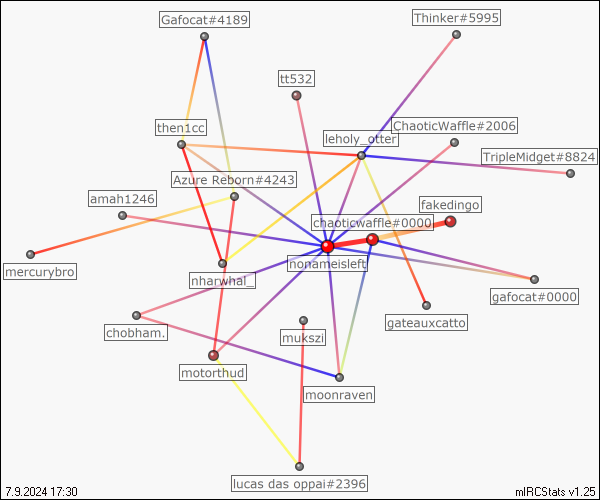 Gafocat#4189
Thinker#5995
tt532
then1cc
leholy_otter
ChaoticWaffle#2006
TripleMidget#8824
Azure Reborn#4243
amah1246
fakedingo
chaoticwaffle#0000
mercurybro
nharwhal_
nonameisleft
gafocat#0000
chobham.
mukszi
gateauxcatto
motorthud
moonraven
lucas das oppai#2396
7.9.2024 17:30
mIRCStats v1.25